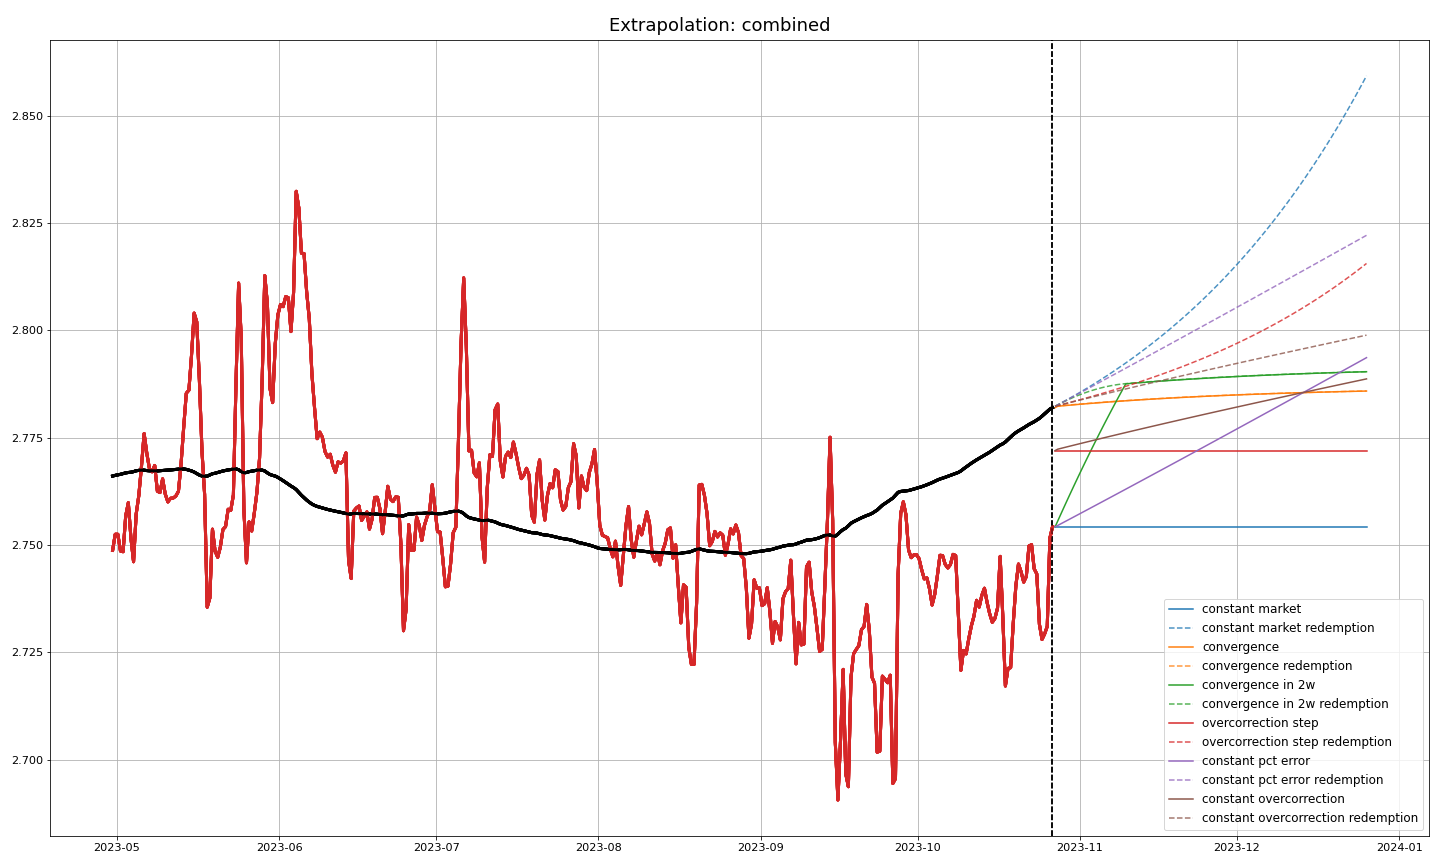 Extrapolation: combined
2.850
2.825
2.800
2.775
2.750
2.725
2.700
constant market
constant market redemption
convergence
convergence redemption
convergence in 2w
convergence in 2w redemption
overcorrection step
overcorrection step redemption
constant pct error
constant pct error redemption
constant overcorrection
constant overcorrection redemption
2023-05 2023-06 2023-07 2023-08 2023-09 2023-10 2023-11 2023-12 2024-01